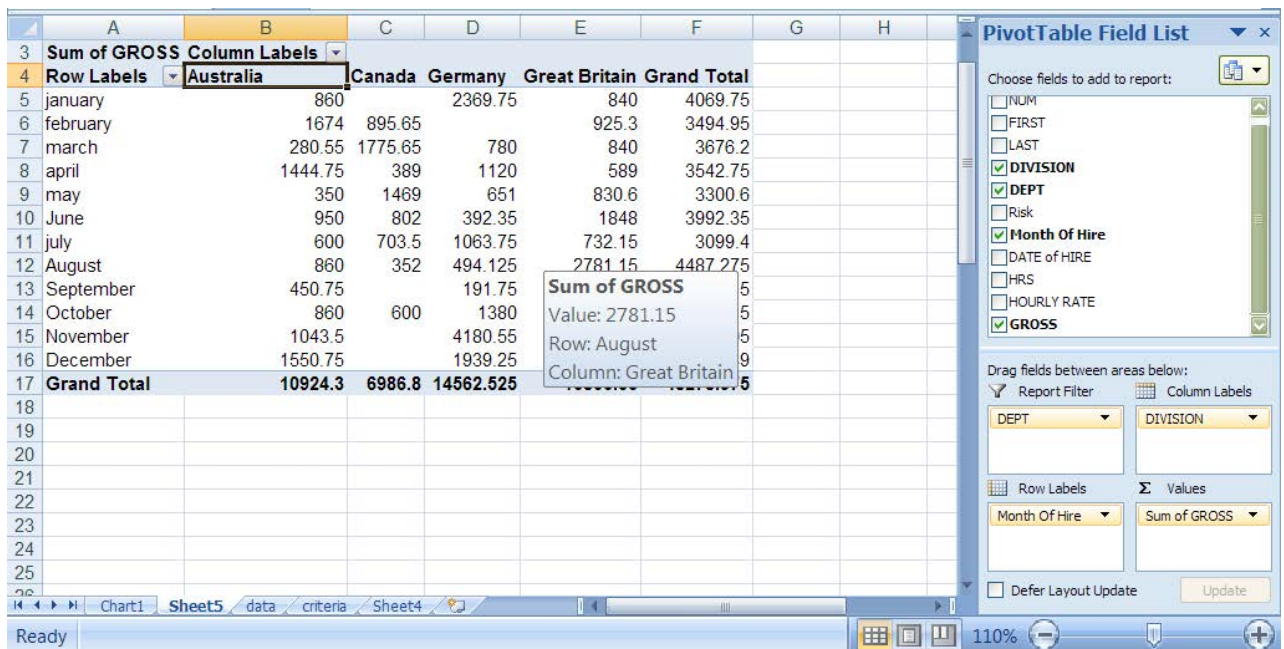 A B C D E F G H
3 Sum of GROSS Column Labels
4 Row Labels Australia Canada Germany Great Britain Grand Total
5 january 860 2369.75 840 4069.75
6 february 1674 895.65 925.3 3494.95
7 march 280.55 1775.65 780 840 3676.2
8 april 1444.75 389 1120 589 3542.75
9 may 350 1469 651 830.6 3300.6
10 June 950 802 392.35 1848 3992.35
11 july 600 703.5 1063.75 732.15 3099.4
12 August 860 352 494.125 2781.15 4487.275
13 September 450.75 191.75 5
14 October 860 600 1380 5
15 November 1043.5 4180.55 5
16 December 1550.75 1939.25 9
17 Grand Total 10924.3 6986.8 14562.525
18
19
20
21
22
23
24
25
Sum of GROSS
Value: 2781.15
Row: August
Column: Great Britain
Chart1 Sheet5 data criteria Sheet4
Ready
110%
PivotTable Field List
Choose fields to add to report:
NUM
FIRST
LAST
DIVISION
DEPT
Risk
Month Of Hire
DATE of HIRE
HRS
HOURLY RATE
GROSS
Drag fields between areas below:
Report Filter Column Labels
DEPT DIVISION
Row Labels Σ Values
Month Of Hire Sum of GROSS
Defer Layout Update Update